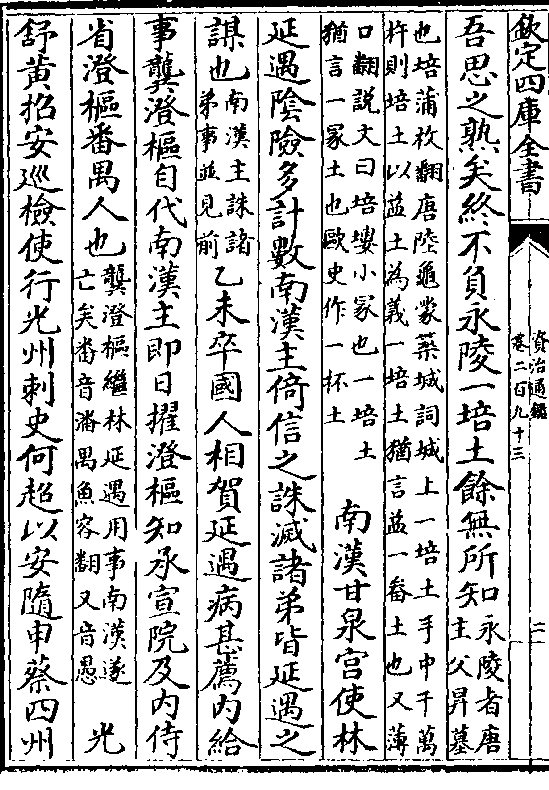 欽定四庫全書
資治通鑑
卷二百九十三
二
吾思之熟矣終不負永陵一培土餘無所知永陵者唐
主父昇墓
也培蒲枚翻唐陸龜蒙築城詞城上一培土手中千萬
杵則培土以益土為義一培土猶言益一畚土也又薄
口翻説文曰培塿小冢也一培土
猶言一冢土也歐史作一杯土
南漢甘泉宫使林
延遇陰險多計數南漢主倚信之誅滅諸弟皆延遇之
謀也南漢主誅諸
弟事並見前
乙未卒國人相賀延遇病甚薦内給
事龔澄樞自代南漢主即日擢澄樞知承宣院及内侍
省澄樞番禺人也龔澄樞繼林延遇用事南漢遂
亡矣番音潘禺魚容翻又音愚
光
舒黄招安巡檢使行光州刺史何超以安隨申蔡四州